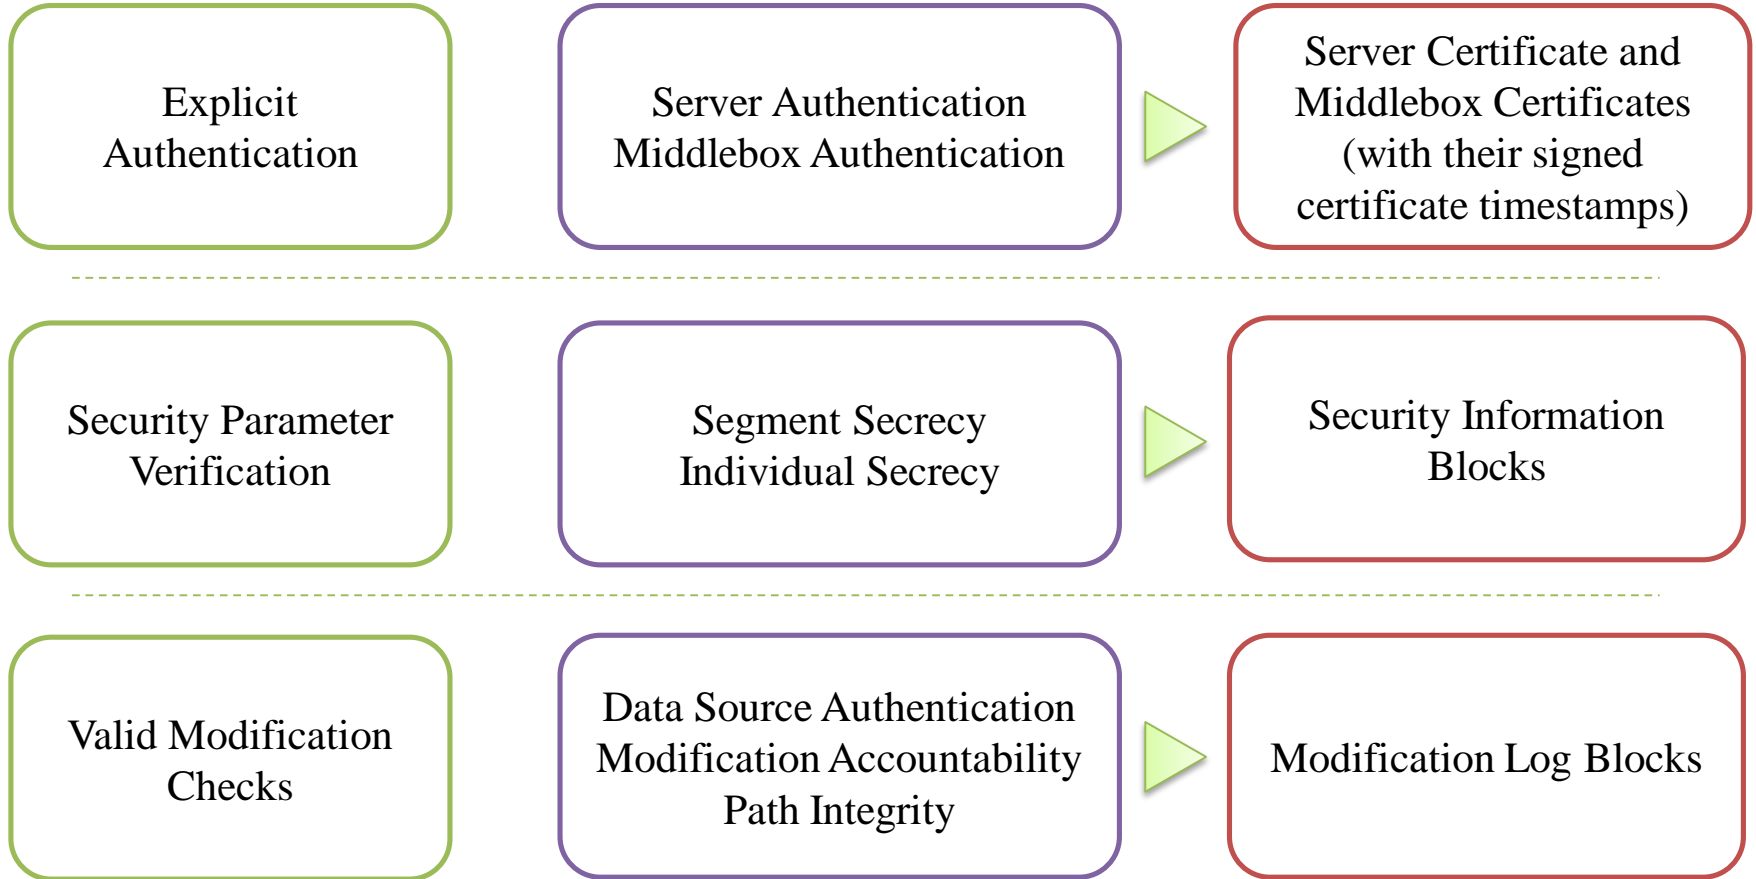 Explicit
Authentication
Server Authentication
Middlebox Authentication
Server Certificate and
Middlebox Certificates
(with their signed
certificate timestamps)
Security Parameter
Verification
Segment Secrecy
Individual Secrecy
Security Information
Blocks
Valid Modification
Checks
Data Source Authentication
Modification Accountability
Path Integrity
Modification Log Blocks